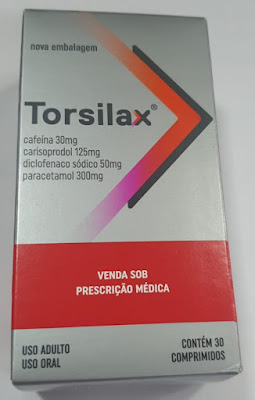 nova embalagem
Torsilax®
cafeína 30mg
carisoprodol 125mg
diclofenaco sódico 50mg
paracetamol 300mg
VENDA SOB
PRESCRIÇÃO MÉDICA
USO ADULTO
USO ORAL
CONTÉM 30
COMPRIMIDOS